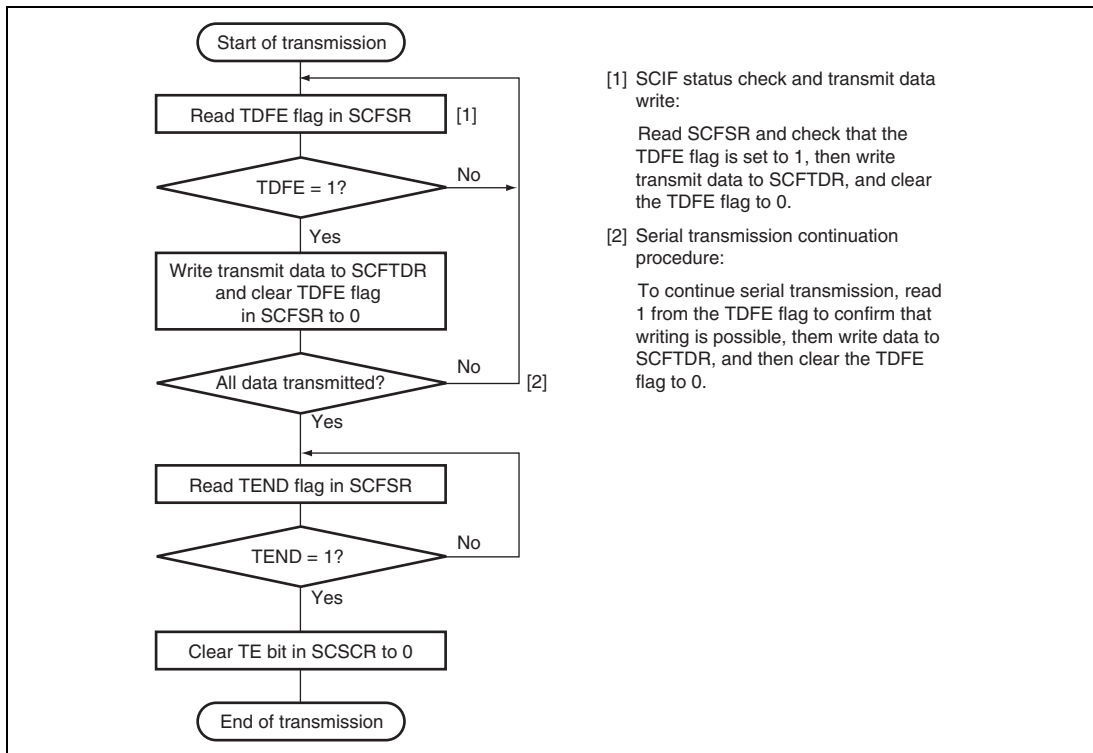 Start of transmission
Read TDFE flag in SCFSR
[1]
TDFE = 1?
No
Yes
Write transmit data to SCFTDR
and clear TDFE flag
in SCFSR to 0
All data transmitted?
No
[2]
Yes
Read TEND flag in SCFSR
TEND = 1?
No
Yes
Clear TE bit in SCSCR to 0
End of transmission
[1] SCIF status check and transmit data
write:
Read SCFSR and check that the
TDFE flag is set to 1, then write
transmit data to SCFTDR, and clear
the TDFE flag to 0.
[2] Serial transmission continuation
procedure:
To continue serial transmission, read
1 from the TDFE flag to confirm that
writing is possible, them write data to
SCFTDR, and then clear the TDFE
flag to 0.